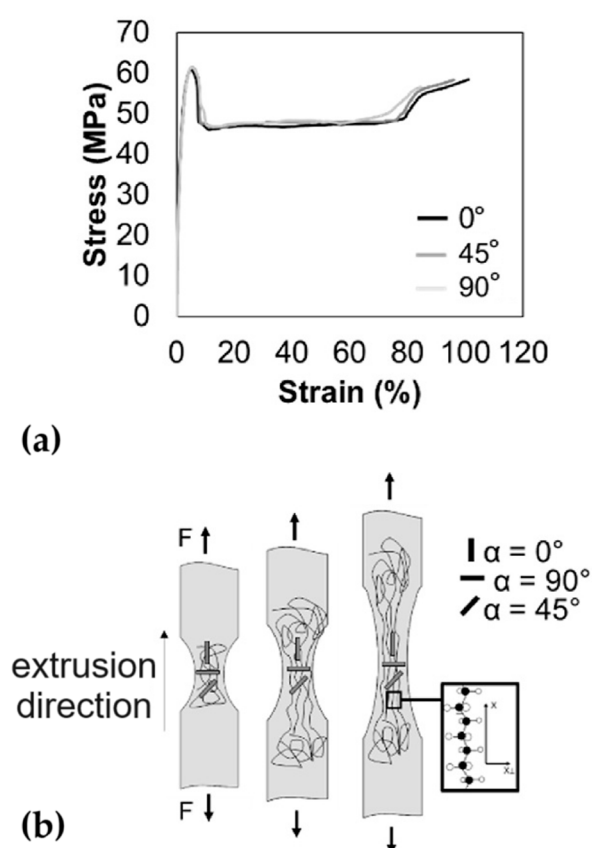 70
60
50
40
30
20
10
0
Stress (MPa)
0°
45°
90°
0 20 40 60 80 100 120
Strain (%)
(a)
F
α = 0°
α = 90°
α = 45°
extrusion
direction
x
x⊥
F
(b)